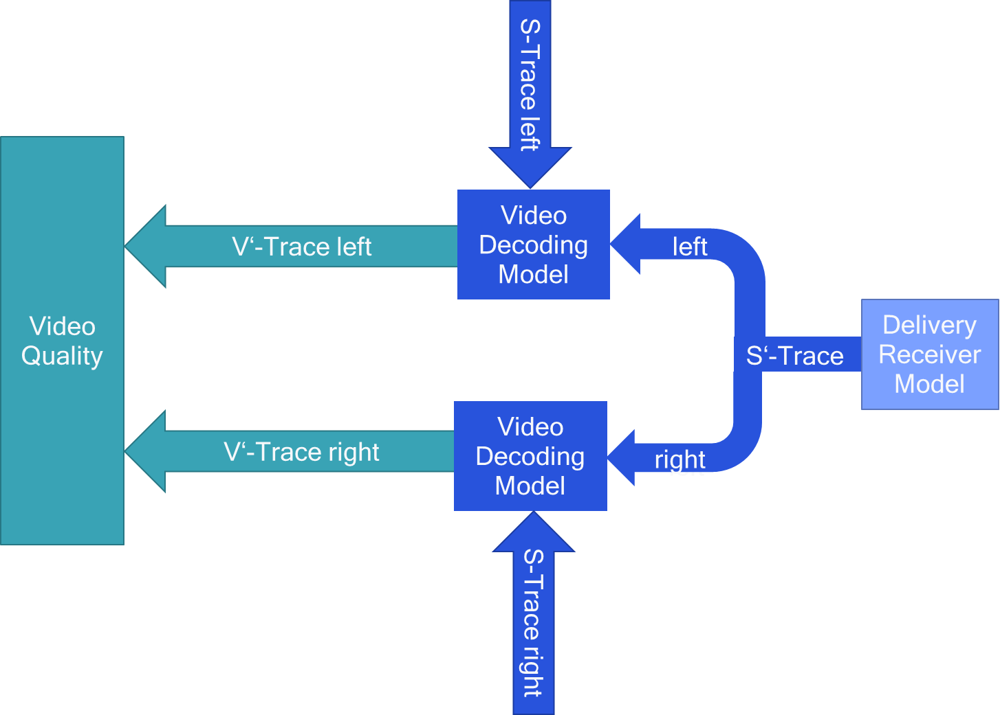 S-Trace left
Video
Decoding
Model
V‘-Trace left
left
Delivery
Receiver
Model
S‘-Trace
Video
Quality
Video
Decoding
Model
V‘-Trace right
right
S-Trace right